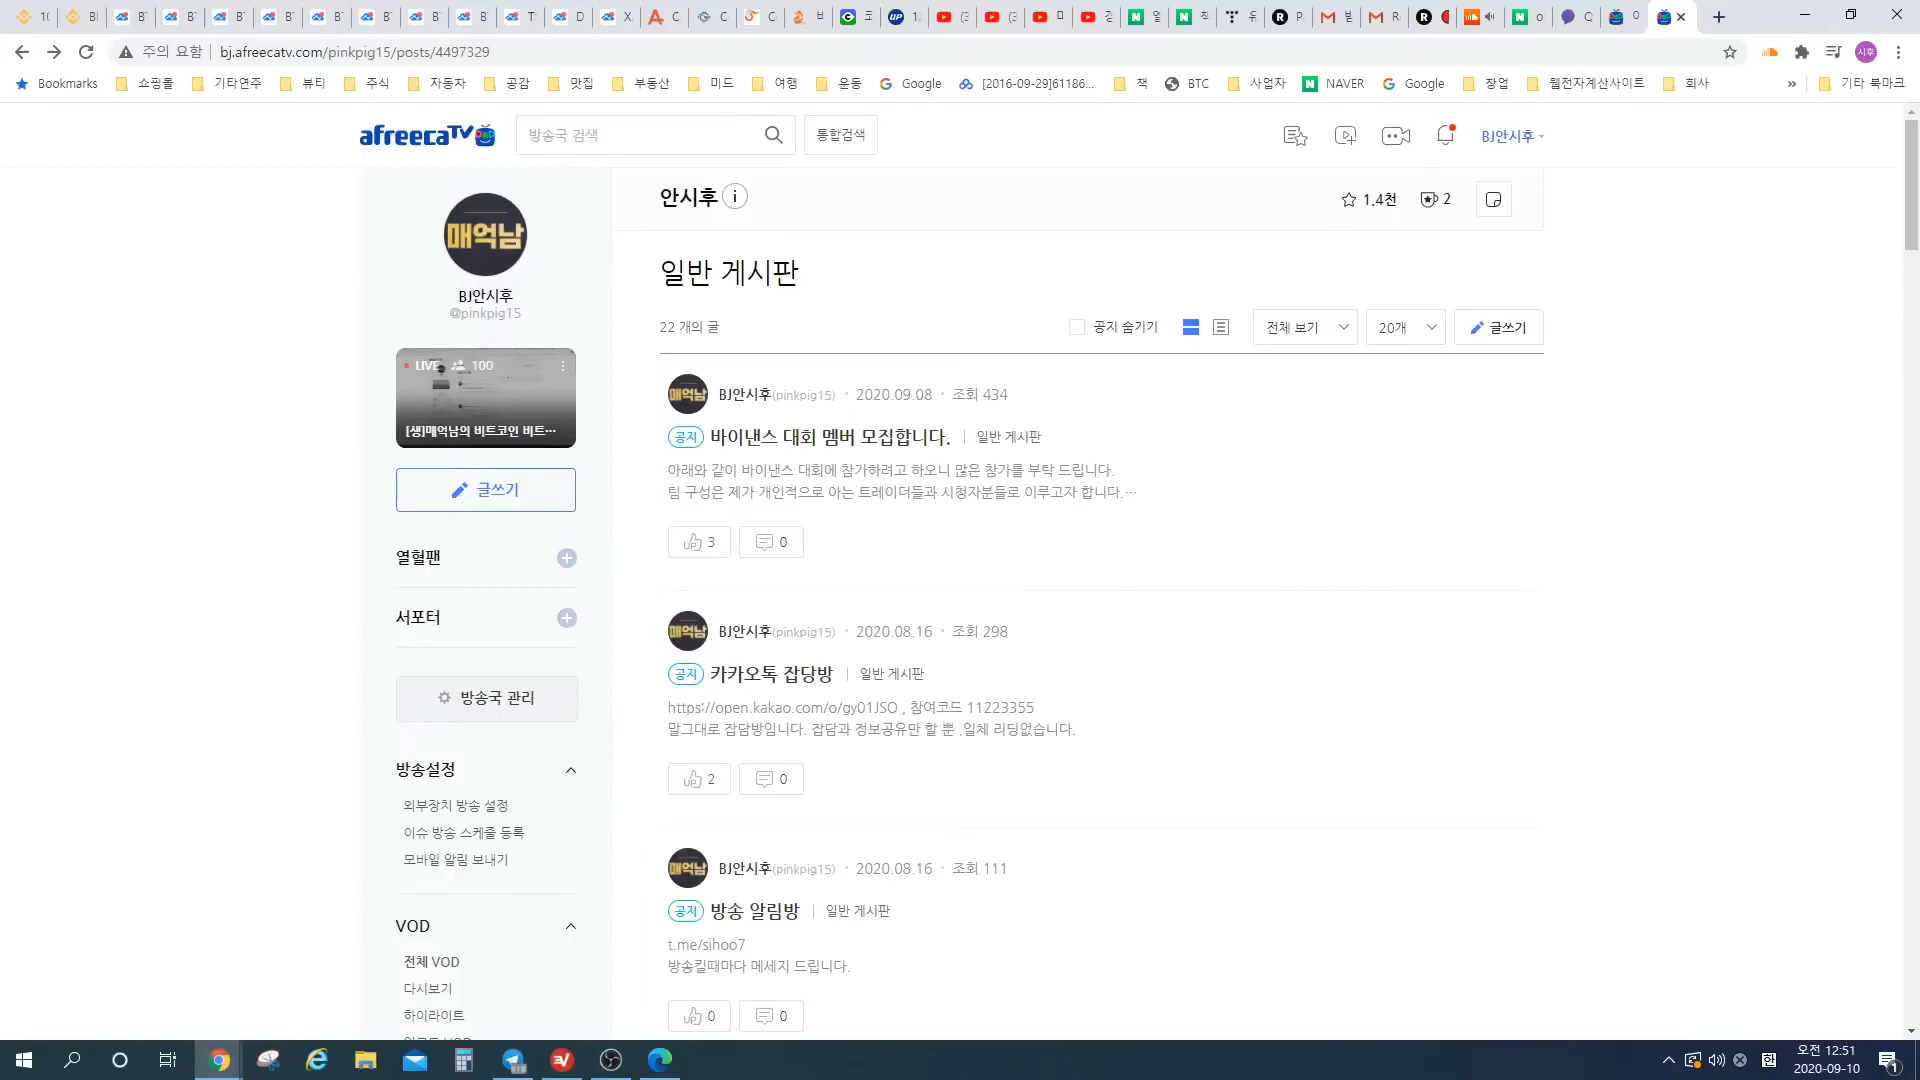 주의 요함 | bj.afreecatv.com/pinkpig15/posts/4497329
시후
Bookmarks 쇼핑몰 기타연주 뷰티 주식 자동차 공감 맛집 부동산 미드 여행 운동 Google [2016-09-29]61186... 책 BTC 사업자 NAVER Google 창업 웹전자계산사이트 회사 » 기타 북마크
afreecaTV 방송국 검색 통합검색 BJ안시후
매억남
BJ안시후
@pinkpig15
LIVE 100
[생]매억남의 비트코인 비트···
글쓰기
열혈팬
서포터
방송국 관리
방송설정
외부장치 방송 설정
이슈 방송 스케줄 등록
모바일 알림 보내기
VOD
전체 VOD
다시보기
하이라이트
안시후 i 1.4천 2
일반 게시판
22 개의 글 공지 숨기기 전체 보기 20개 글쓰기
매억남 BJ안시후(pinkpig15) · 2020.09.08 · 조회 434
공지 바이낸스 대회 멤버 모집합니다. | 일반 게시판
아래와 같이 바이낸스 대회에 참가하려고 하오니 많은 참가를 부탁 드립니다.
팀 구성은 제가 개인적으로 아는 트레이더들과 시청자분들로 이루고자 합니다.···
UP 3 0
매억남 BJ안시후(pinkpig15) · 2020.08.16 · 조회 298
공지 카카오톡 잡당방 | 일반 게시판
https://open.kakao.com/o/gy01JSO , 참여코드 11223355
말그대로 잡담방입니다. 잡담과 정보공유만 할 뿐 ,일체 리딩없습니다.
UP 2 0
매억남 BJ안시후(pinkpig15) · 2020.08.16 · 조회 111
공지 방송 알림방 | 일반 게시판
t.me/sihoo7
방송킬때마다 메세지 드립니다.
UP 0 0
한 오전 12:51
2020-09-10 1